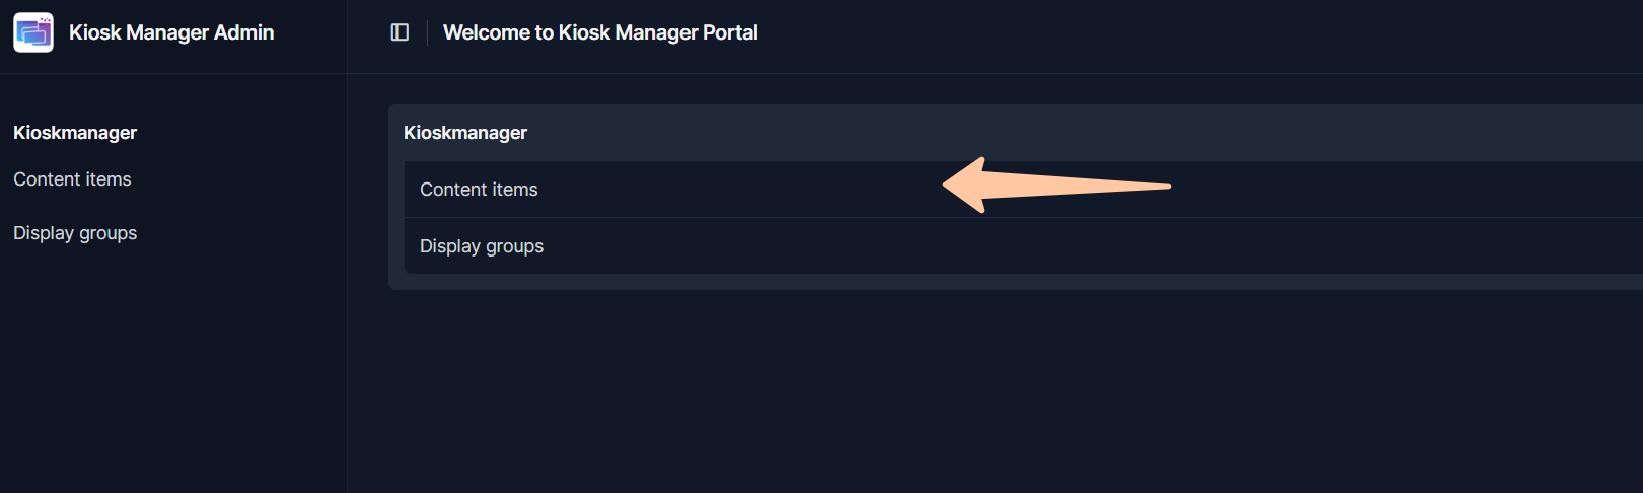 Kiosk Manager Admin
Welcome to Kiosk Manager Portal
Kioskmanager
Content items
Display groups
Kioskmanager
Content items
Display groups